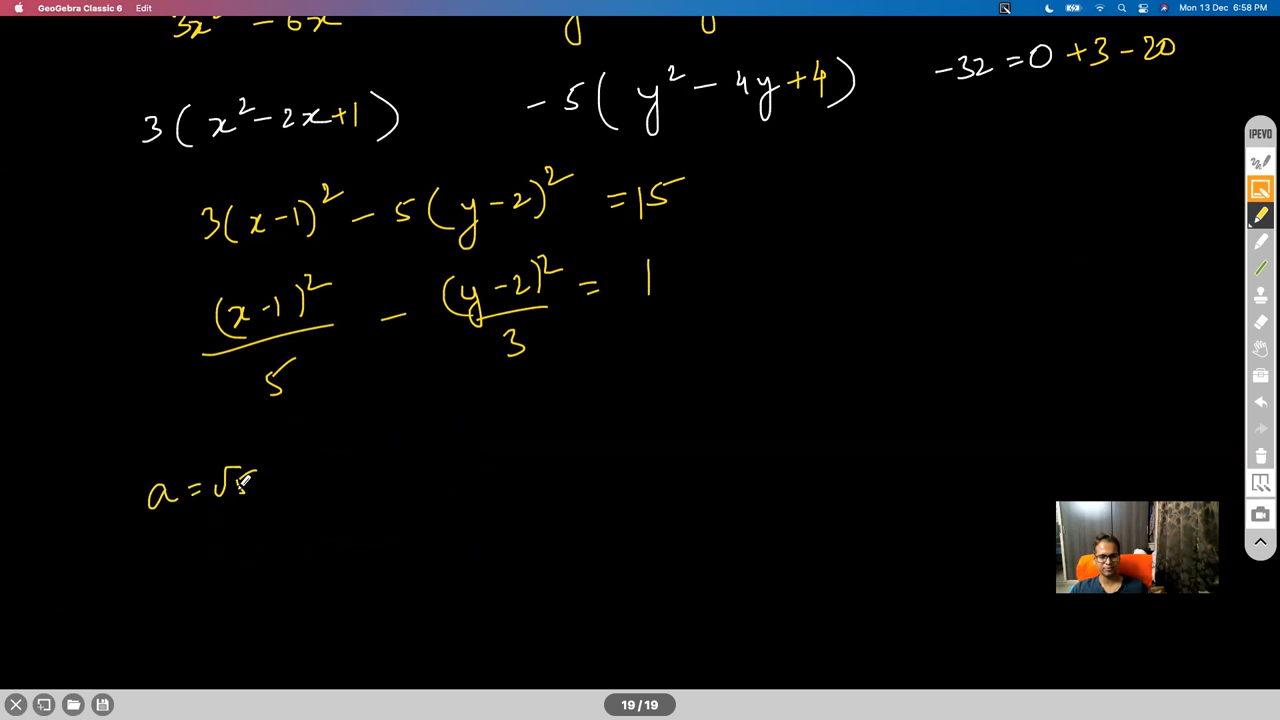 GeoGebra Classic 6 Edit Mon 13 Dec 6:58 PM
3x² - 6x
-32 = 0 + 3 - 20
3(x² - 2x + 1) - 5(y² - 4y + 4)
3(x-1)² - 5(y-2)² = 15
(x-1)²/5 - (y-2)²/3 = 1
a = √5
IPEVO
19/19